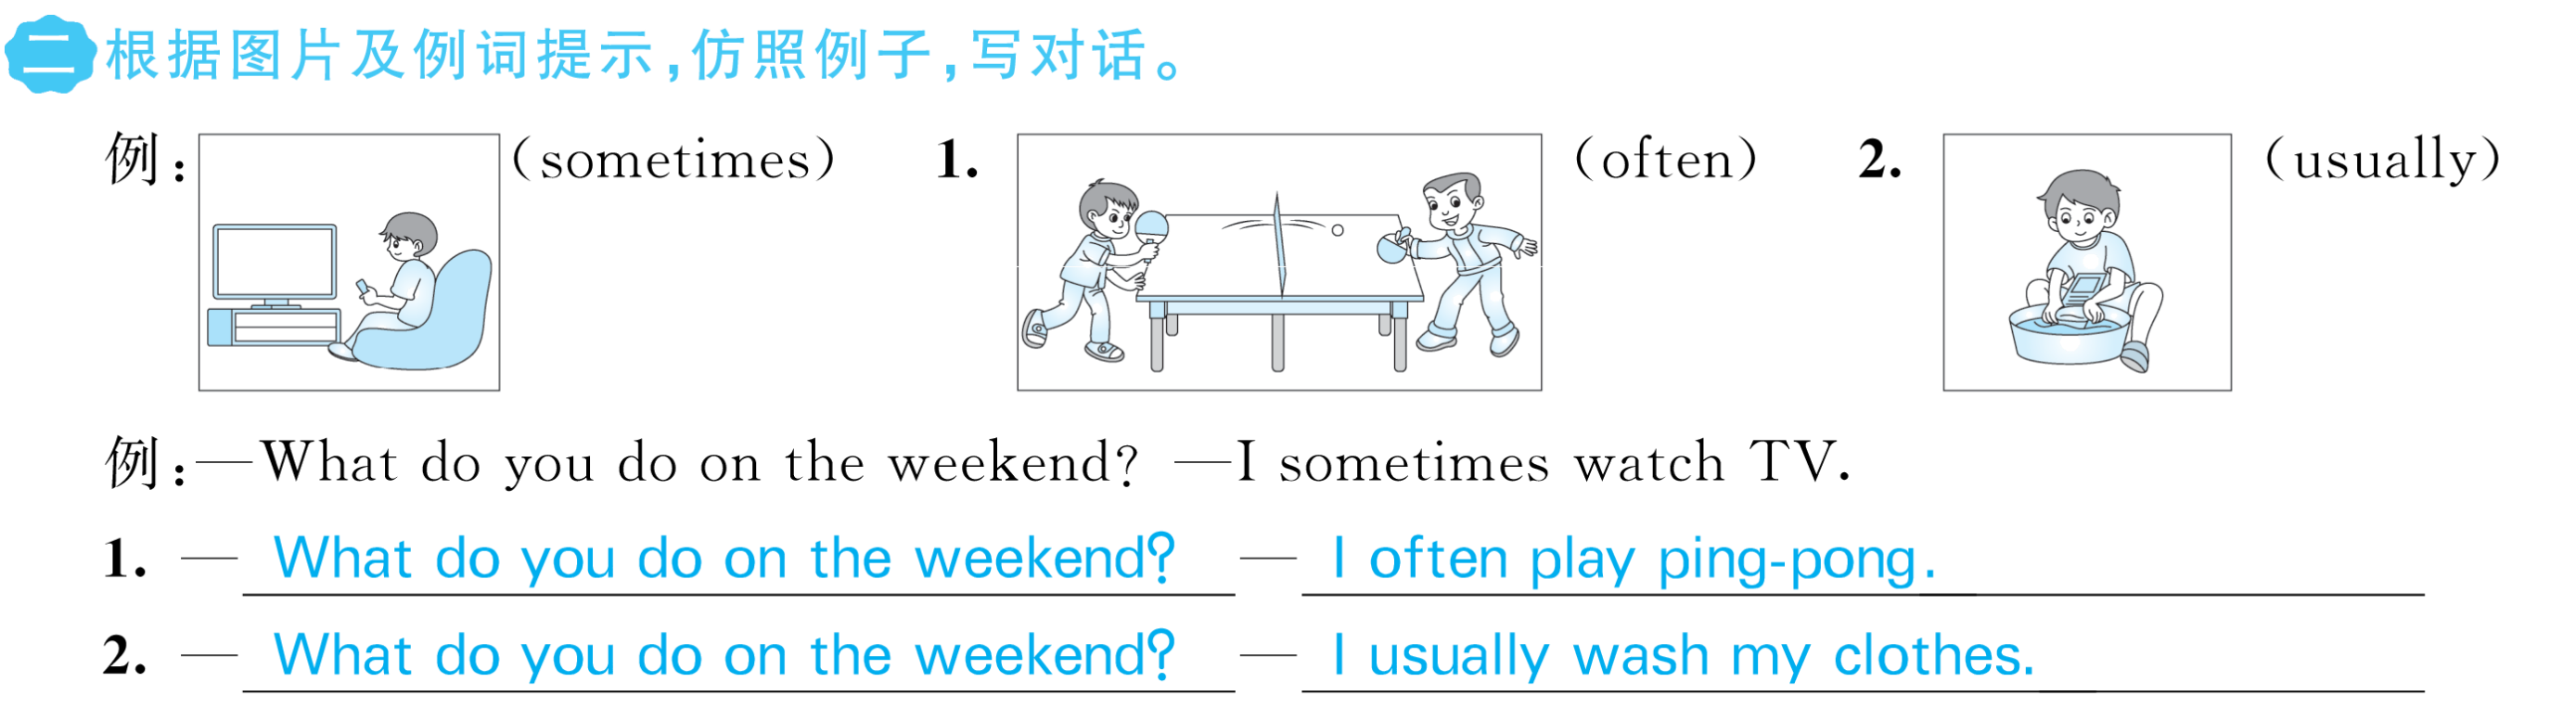 二 根据图片及例词提示,仿照例子,写对话。
例: (sometimes) 1. (often) 2. (usually)
例:—What do you do on the weekend? —I sometimes watch TV.
1. — What do you do on the weekend? — I often play ping-pong.
2. — What do you do on the weekend? — I usually wash my clothes.